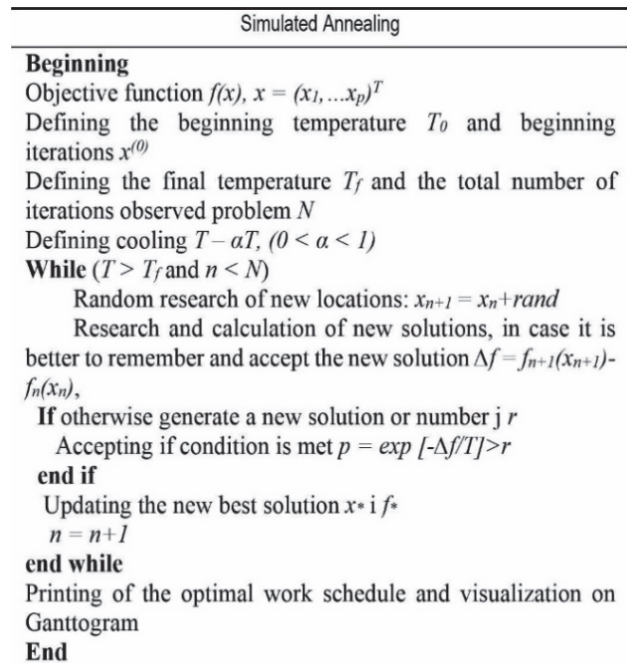 Simulated Annealing
Beginning
Objective function f(x), x = (x₁,...xₚ)ᵀ
Defining the beginning temperature T₀ and beginning
iterations x⁽⁰⁾
Defining the final temperature T_f and the total number of
iterations observed problem N
Defining cooling T – αT, (0 < α < 1)
While (T > T_f and n < N)
Random research of new locations: xₙ₊₁ = xₙ+rand
Research and calculation of new solutions, in case it is
better to remember and accept the new solution Δf = fₙ₊₁(xₙ₊₁)-
fₙ(xₙ),
If otherwise generate a new solution or number j r
Accepting if condition is met p = exp [-Δf/T]>r
end if
Updating the new best solution x* i f*
n = n+1
end while
Printing of the optimal work schedule and visualization on
Ganttogram
End